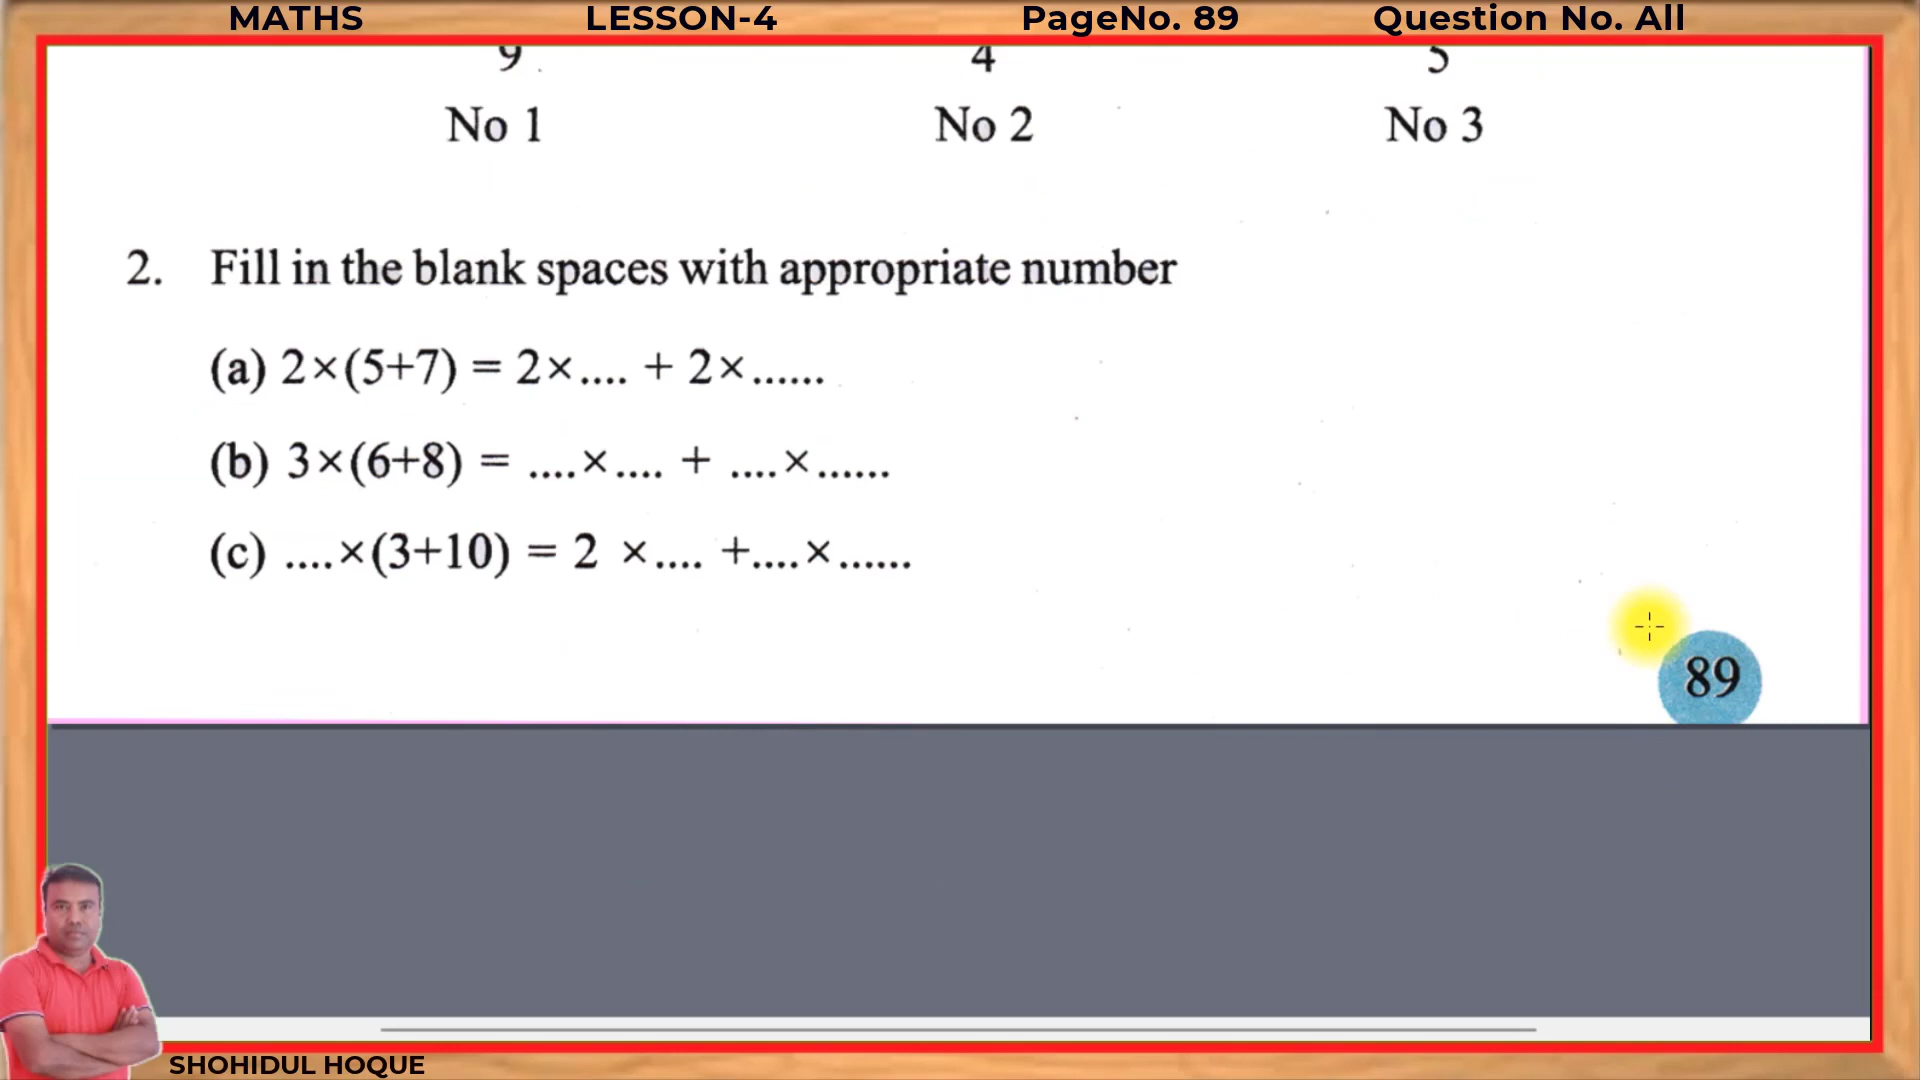 MATHS LESSON-4 PageNo. 89 Question No. All
9 4 5
No 1 No 2 No 3
2. Fill in the blank spaces with appropriate number
(a) 2×(5+7) = 2×.... + 2×......
(b) 3×(6+8) = ....×.... + ....×......
(c) ....×(3+10) = 2 ×.... +....×......
89
SHOHIDUL HOQUE